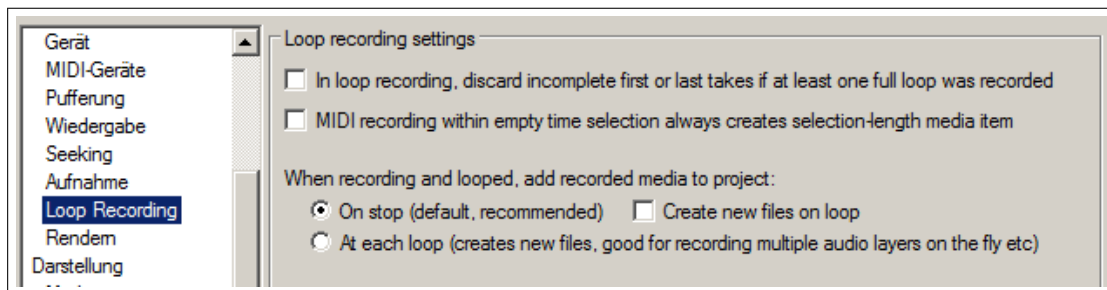 Gerät
MIDI-Geräte
Pufferung
Wiedergabe
Seeking
Aufnahme
Loop Recording
Rendern
Darstellung
Loop recording settings
In loop recording, discard incomplete first or last takes if at least one full loop was recorded
MIDI recording within empty time selection always creates selection-length media item
When recording and looped, add recorded media to project:
On stop (default, recommended) Create new files on loop
At each loop (creates new files, good for recording multiple audio layers on the fly etc)